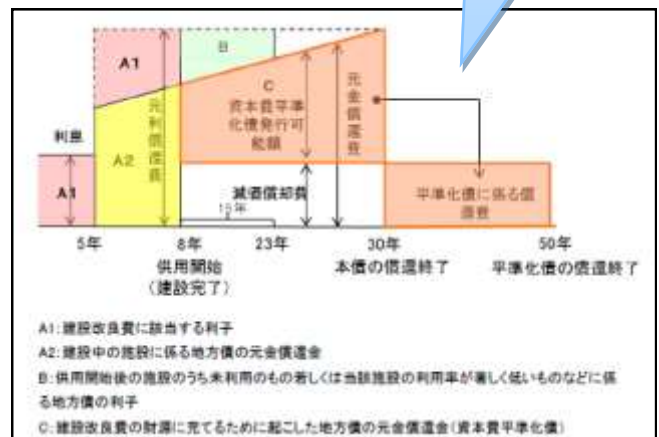 A1
B
C
資本費平準
化債発行可
能額
元利償還費
元金償還費
利息
A1
A2
減価償却費
15年
平準化債に係る償
還費
5年
8年
23年
30年
50年
供用開始
(建設完了)
本債の償還終了
平準化債の償還終了
A1:建設改良費に該当する利子
A2:建設中の施設に係る地方債の元金償還金
B:供用開始後の施設のうち未利用のもの若しくは当該施設の利用率が著しく低いものなどに係
る地方債の利子
C:建設改良費の財源に充てるために起こした地方債の元金償還金(資本費平準化債)